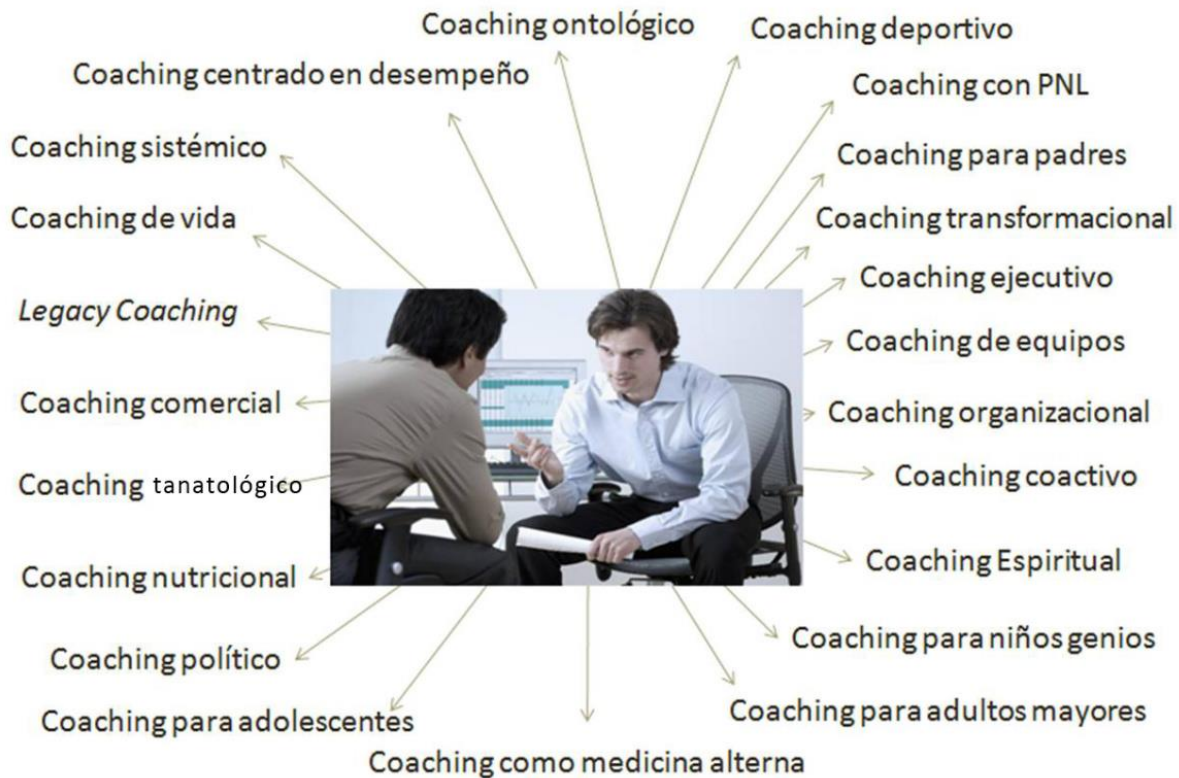 Coaching ontológico
Coaching deportivo
Coaching centrado en desempeño
Coaching con PNL
Coaching sistémico
Coaching para padres
Coaching de vida
Coaching transformacional
Coaching ejecutivo
Legacy Coaching
Coaching de equipos
Coaching comercial
Coaching organizacional
Coaching tanatológico
Coaching coactivo
Coaching Espiritual
Coaching nutricional
Coaching para niños genios
Coaching político
Coaching para adultos mayores
Coaching para adolescentes
Coaching como medicina alterna